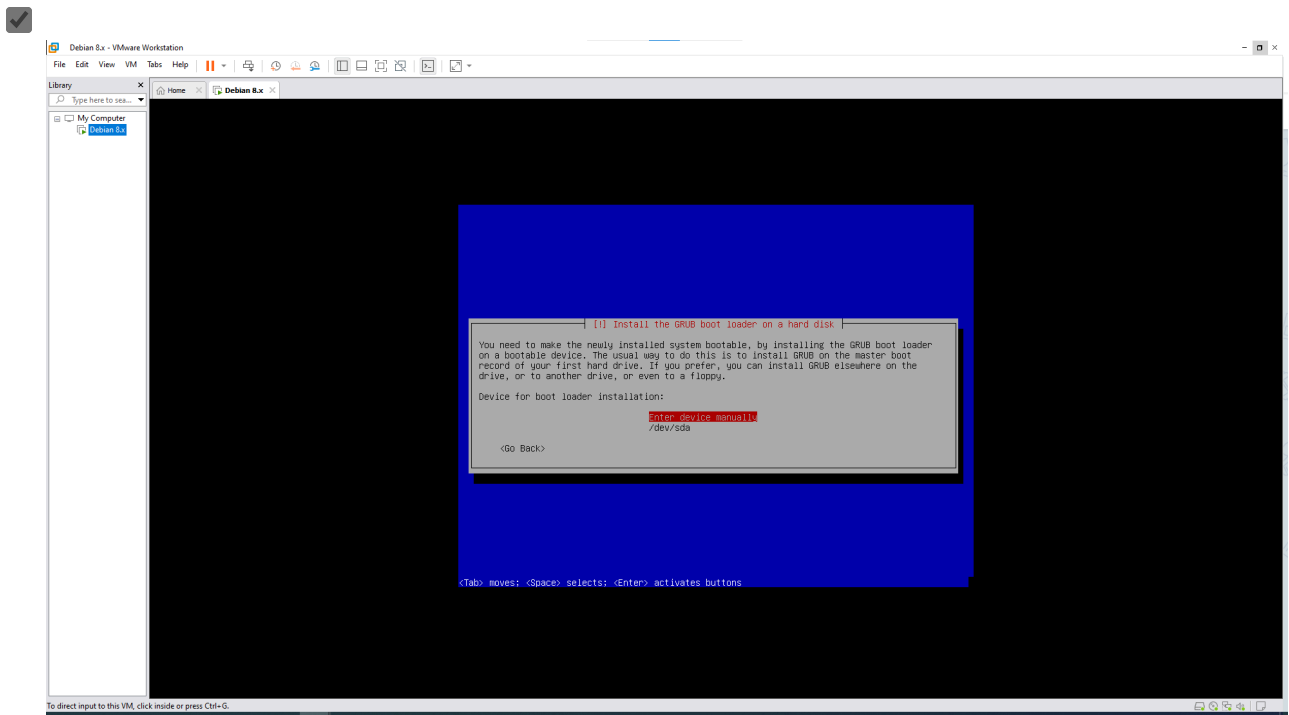 Debian 8.x - VMware Workstation
File Edit View VM Tabs Help
Library
Type here to sea...
Home
Debian 8.x
My Computer
Debian 8.x
[!] Install the GRUB boot loader on a hard disk
You need to make the newly installed system bootable, by installing the GRUB boot loader
on a bootable device. The usual way to do this is to install GRUB on the master boot
record of your first hard drive. If you prefer, you can install GRUB elsewhere on the
drive, or to another drive, or even to a floppy.
Device for boot loader installation:
Enter device manually
/dev/sda
<Go Back>
<Tab> moves; <Space> selects; <Enter> activates buttons
To direct input to this VM, click inside or press Ctrl+G.